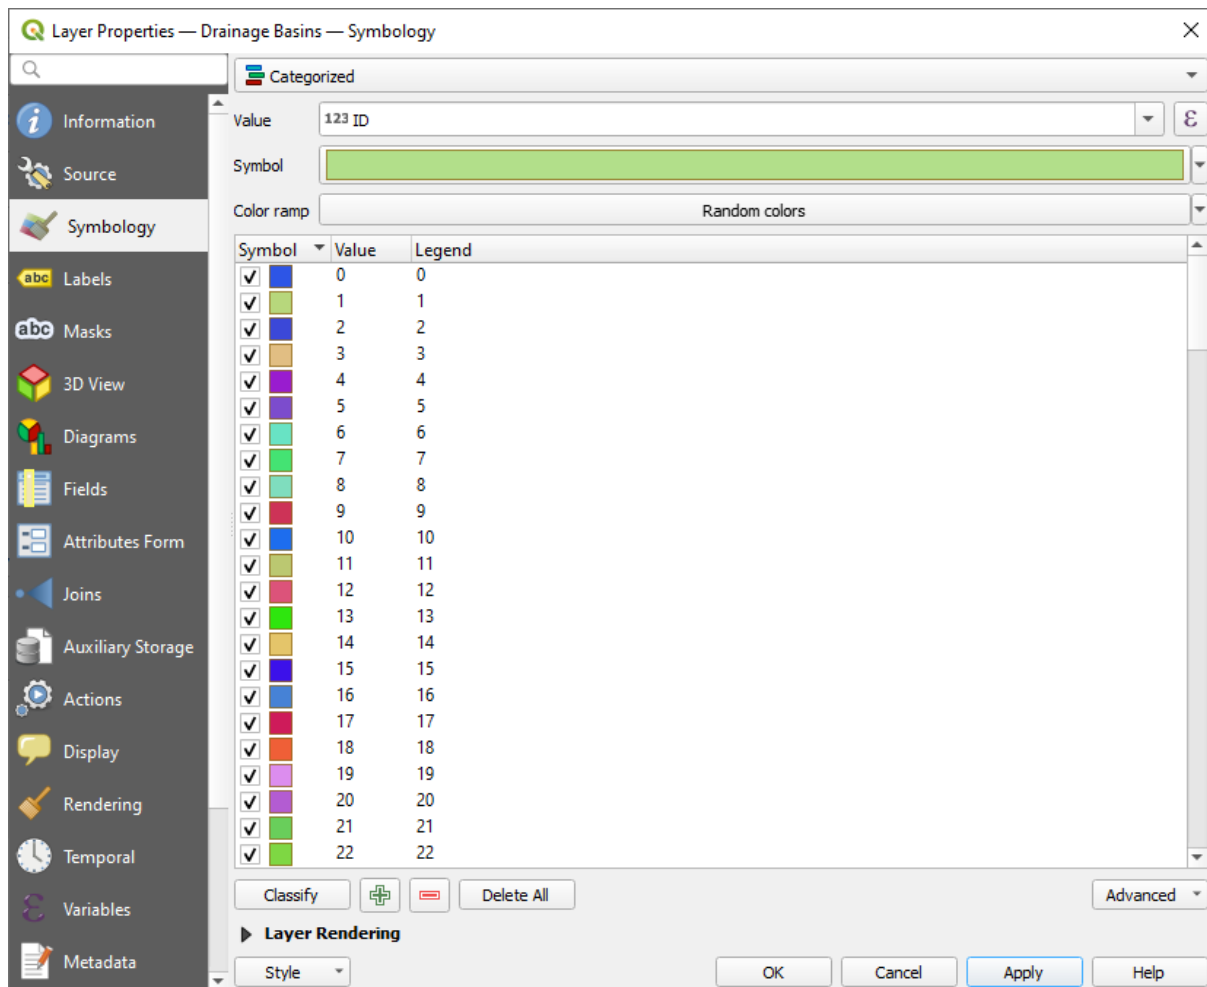 Layer Properties — Drainage Basins — Symbology
Categorized
Information
Source
Symbology
abc Labels
abc Masks
3D View
Diagrams
Fields
Attributes Form
Joins
Auxiliary Storage
Actions
Display
Rendering
Temporal
Variables
Metadata
Value 123 ID ε
Symbol
Color ramp Random colors
Symbol Value Legend
0 0
1 1
2 2
3 3
4 4
5 5
6 6
7 7
8 8
9 9
10 10
11 11
12 12
13 13
14 14
15 15
16 16
17 17
18 18
19 19
20 20
21 21
22 22
Classify Delete All Advanced
Layer Rendering
Style OK Cancel Apply Help